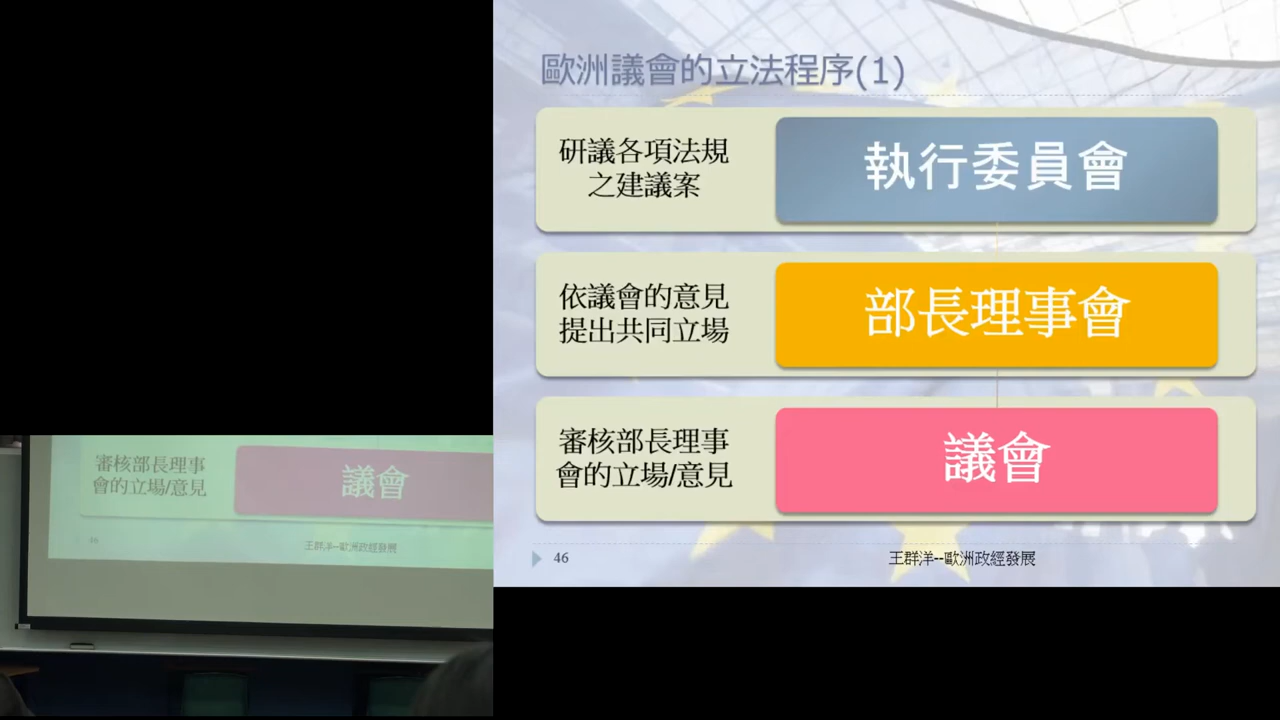 歐洲議會的立法程序(1)
研議各項法規
之建議案
執行委員會
依議會的意見
提出共同立場
部長理事會
審核部長理事
會的立場/意見
議會
46
王群洋--歐洲政經發展
審核部長理事
會的立場/意見
議會
46
王群洋--歐洲政經發展